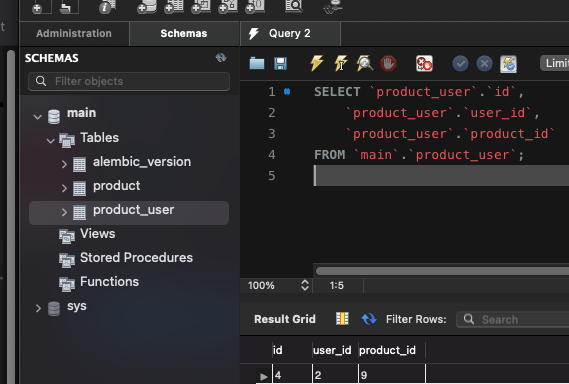 t
Administration
Schemas
Query 2
SCHEMAS
Filter objects
main
Tables
alembic_version
product
product_user
Views
Stored Procedures
Functions
sys
Limi
1 SELECT `product_user`.`id`,
2 `product_user`.`user_id`,
3 `product_user`.`product_id`
4 FROM `main`.`product_user`;
5
100% 1:5
Result Grid Filter Rows: Search
id user_id product_id
4 2 9